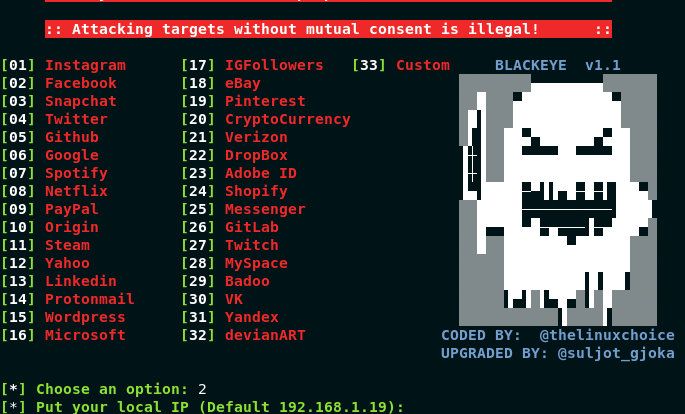 :: Attacking targets without mutual consent is illegal! ::
[01] Instagram [17] IGFollowers [33] Custom BLACKEYE v1.1
[02] Facebook [18] eBay
[03] Snapchat [19] Pinterest
[04] Twitter [20] CryptoCurrency
[05] Github [21] Verizon
[06] Google [22] DropBox
[07] Spotify [23] Adobe ID
[08] Netflix [24] Shopify
[09] PayPal [25] Messenger
[10] Origin [26] GitLab
[11] Steam [27] Twitch
[12] Yahoo [28] MySpace
[13] Linkedin [29] Badoo
[14] Protonmail [30] VK
[15] Wordpress [31] Yandex
[16] Microsoft [32] devianART
CODED BY: @thelinuxchoice
UPGRADED BY: @suljot_gjoka
[*] Choose an option: 2
[*] Put your local IP (Default 192.168.1.19):